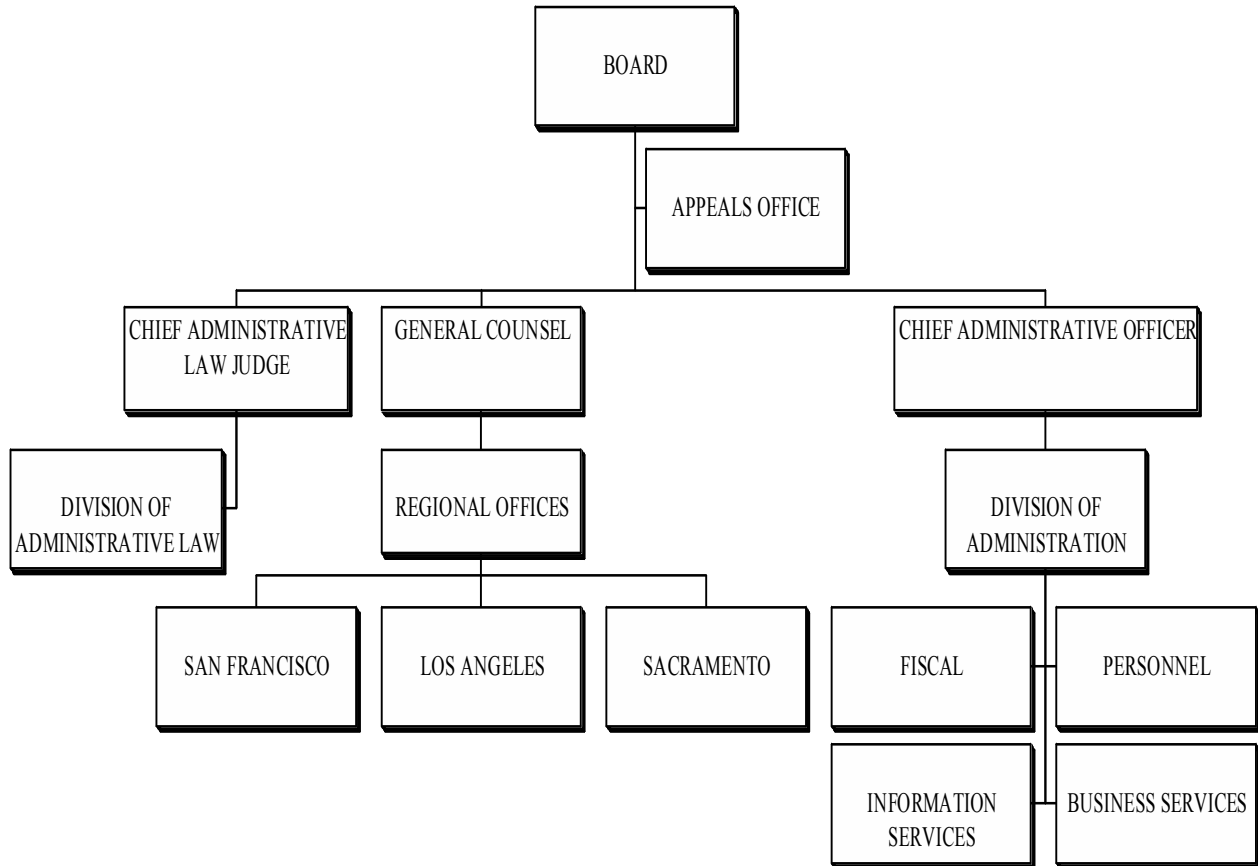 BOARD
APPEALS OFFICE
CHIEF ADMINISTRATIVE
LAW JUDGE
GENERAL COUNSEL
CHIEF ADMINISTRATIVE OFFICER
DIVISION OF
ADMINISTRATIVE LAW
REGIONAL OFFICES
DIVISION OF
ADMINISTRATION
SAN FRANCISCO
LOS ANGELES
SACRAMENTO
FISCAL
PERSONNEL
INFORMATION
SERVICES
BUSINESS SERVICES